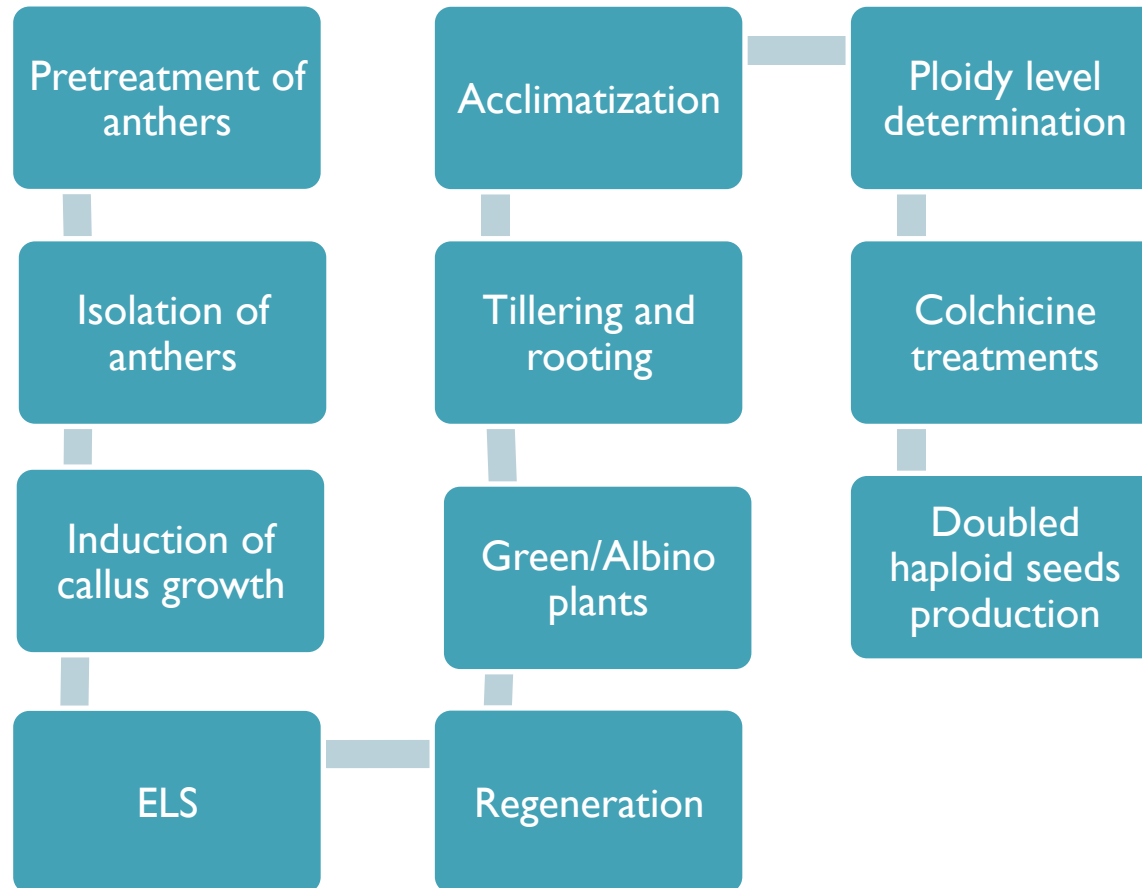 Pretreatment of
anthers
Isolation of
anthers
Induction of
callus growth
ELS
Regeneration
Green/Albino
plants
Tillering and
rooting
Acclimatization
Ploidy level
determination
Colchicine
treatments
Doubled
haploid seeds
production